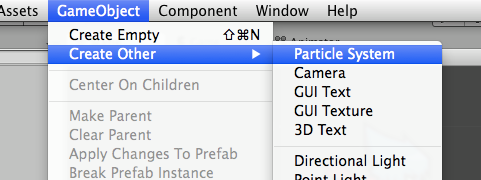 Assets GameObject Component Window Help
Create Empty ⇧⌘N
Create Other ▶
Center On Children
Make Parent
Clear Parent
Apply Changes To Prefab
Break Prefab Instance
Animator
Particle System
Camera
GUI Text
GUI Texture
3D Text
Directional Light
Point Light